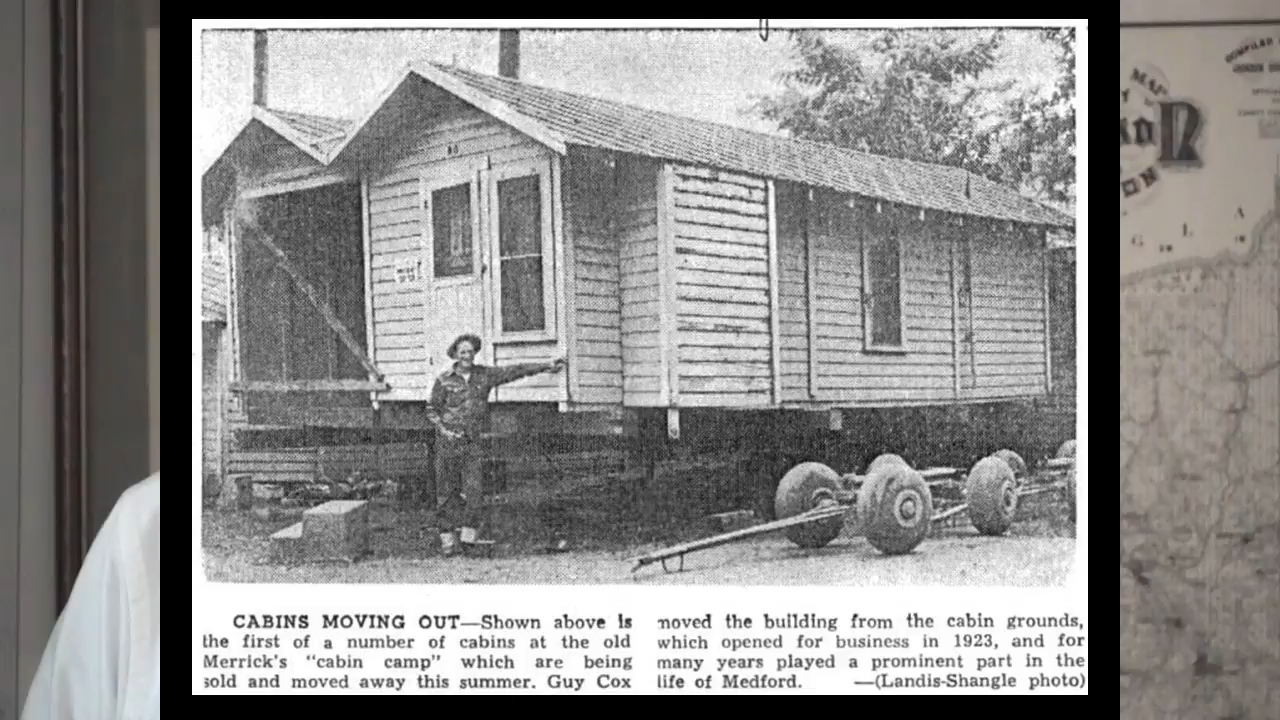 CABINS MOVING OUT—Shown above is
the first of a number of cabins at the old
Merrick's "cabin camp" which are being
sold and moved away this summer. Guy Cox
moved the building from the cabin grounds,
which opened for business in 1923, and for
many years played a prominent part in the
life of Medford. —(Landis-Shangle photo)
MAP
G L A